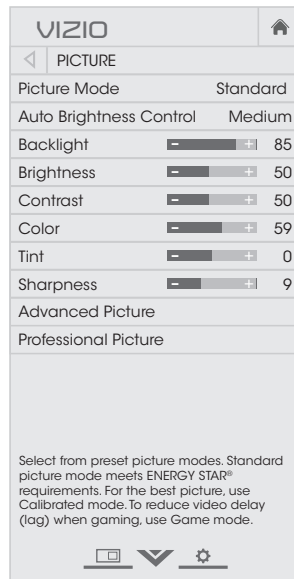 VIZIO
PICTURE
Picture Mode Standard
Auto Brightness Control Medium
Backlight - + 85
Brightness - + 50
Contrast - + 50
Color - + 59
Tint - + 0
Sharpness - + 9
Advanced Picture
Professional Picture
Select from preset picture modes. Standard
picture mode meets ENERGY STAR®
requirements. For the best picture, use
Calibrated mode. To reduce video delay
(lag) when gaming, use Game mode.